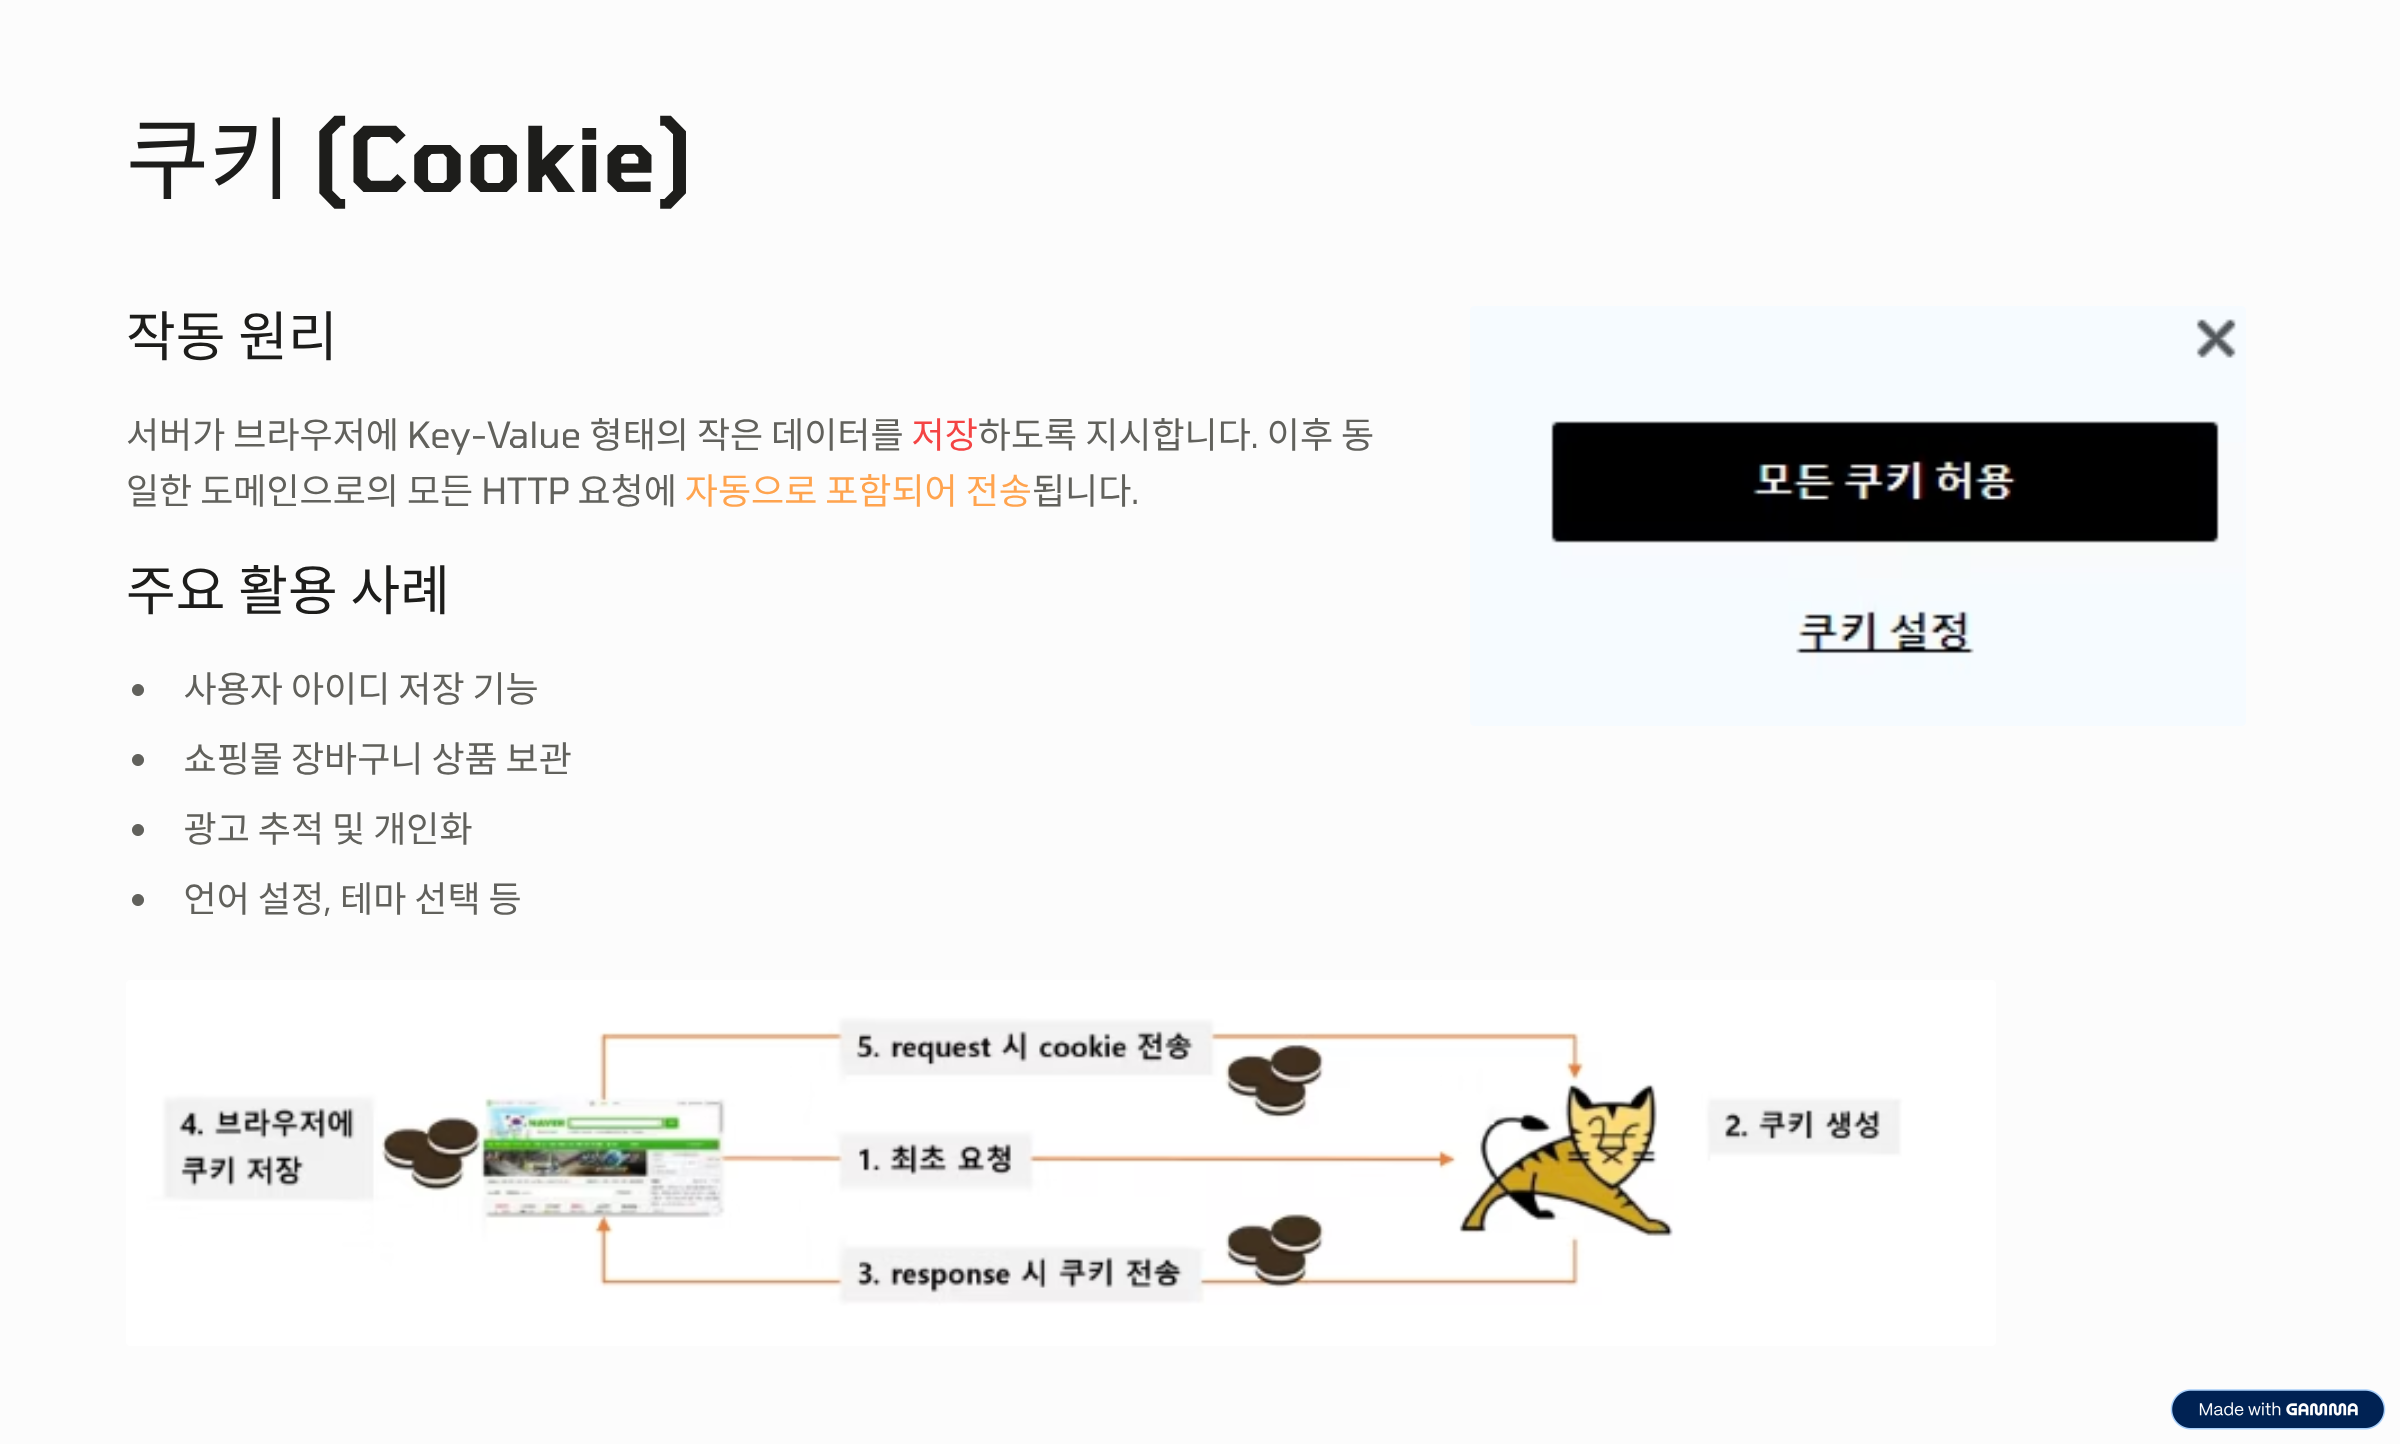 쿠키 (Cookie)
작동 원리
서버가 브라우저에 Key-Value 형태의 작은 데이터를 저장하도록 지시합니다. 이후 동
일한 도메인으로의 모든 HTTP 요청에 자동으로 포함되어 전송됩니다.
주요 활용 사례
• 사용자 아이디 저장 기능
• 쇼핑몰 장바구니 상품 보관
• 광고 추적 및 개인화
• 언어 설정, 테마 선택 등
모든 쿠키 허용
쿠키 설정
5. request 시 cookie 전송
4. 브라우저에
쿠키 저장
NAVER
1. 최초 요청
2. 쿠키 생성
3. response 시 쿠키 전송
Made with GAMMA